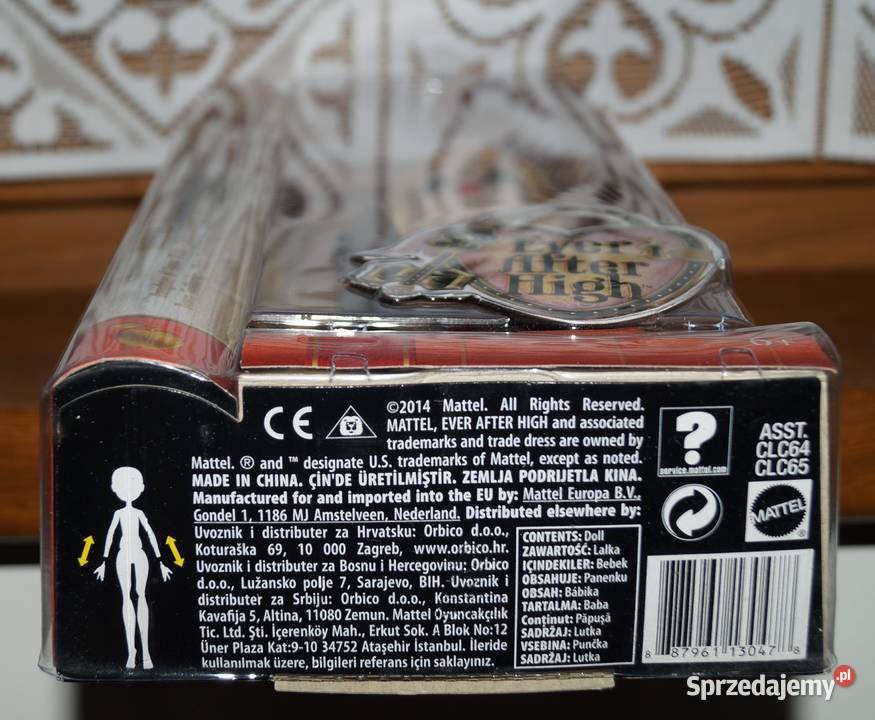 Ever
After
High™
6+
CE
©2014 Mattel. All Rights Reserved.
MATTEL, EVER AFTER HIGH and associated
trademarks and trade dress are owned by
Mattel. ® and ™ designate U.S. trademarks of Mattel, except as noted.
MADE IN CHINA. ÇİN'DE ÜRETİLMİŞTİR. ZEMLJA PODRIJETLA KINA.
Manufactured for and imported into the EU by: Mattel Europa B.V.,
Gondel 1, 1186 MJ Amstelveen, Nederland. Distributed elsewhere by:
Uvoznik i distributer za Hrvatsku: Orbico d.o.o.,
Koturaška 69, 10 000 Zagreb, www.orbico.hr.
Uvoznik i distributer za Bosnu i Hercegovinu: Orbico
d.o.o., Lužansko polje 7, Sarajevo, BIH. Uvoznik i
distributer za Srbiju: Orbico d.o.o., Konstantina
Kavafija 5, Altina, 11080 Zemun. Mattel Oyuncakçılık
Tic. Ltd. Şti. İçerenköy Mah., Erkut Sok. A Blok No:12
Üner Plaza Kat:9-10 34752 Ataşehir İstanbul. İleride
kullanılmak üzere, bilgileri referans için saklayınız.
CONTENTS: Doll
ZAWARTOŚĆ: Lalka
İÇİNDEKİLER: Bebek
OBSAHUJE: Panenku
OBSAH: Bábika
TARTALMA: Baba
Conținut: Păpușă
SADRŽAJ: Lutka
VSEBINA: Punčka
SADRŽAJ: Lutka
?
service.mattel.com
ASST.
CLC64
CLC65
MATTEL®
8 87961 13047 8
Sprzedajemy.pl